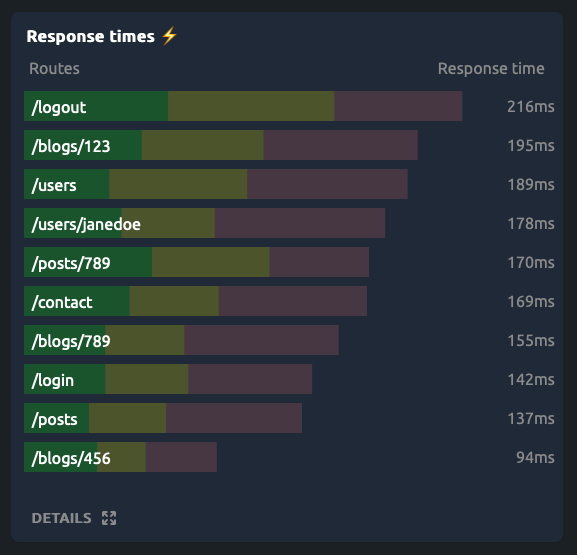 Response times ⚡
Routes Response time
/logout 216ms
/blogs/123 195ms
/users 189ms
/users/janedoe 178ms
/posts/789 170ms
/contact 169ms
/blogs/789 155ms
/login 142ms
/posts 137ms
/blogs/456 94ms
DETAILS